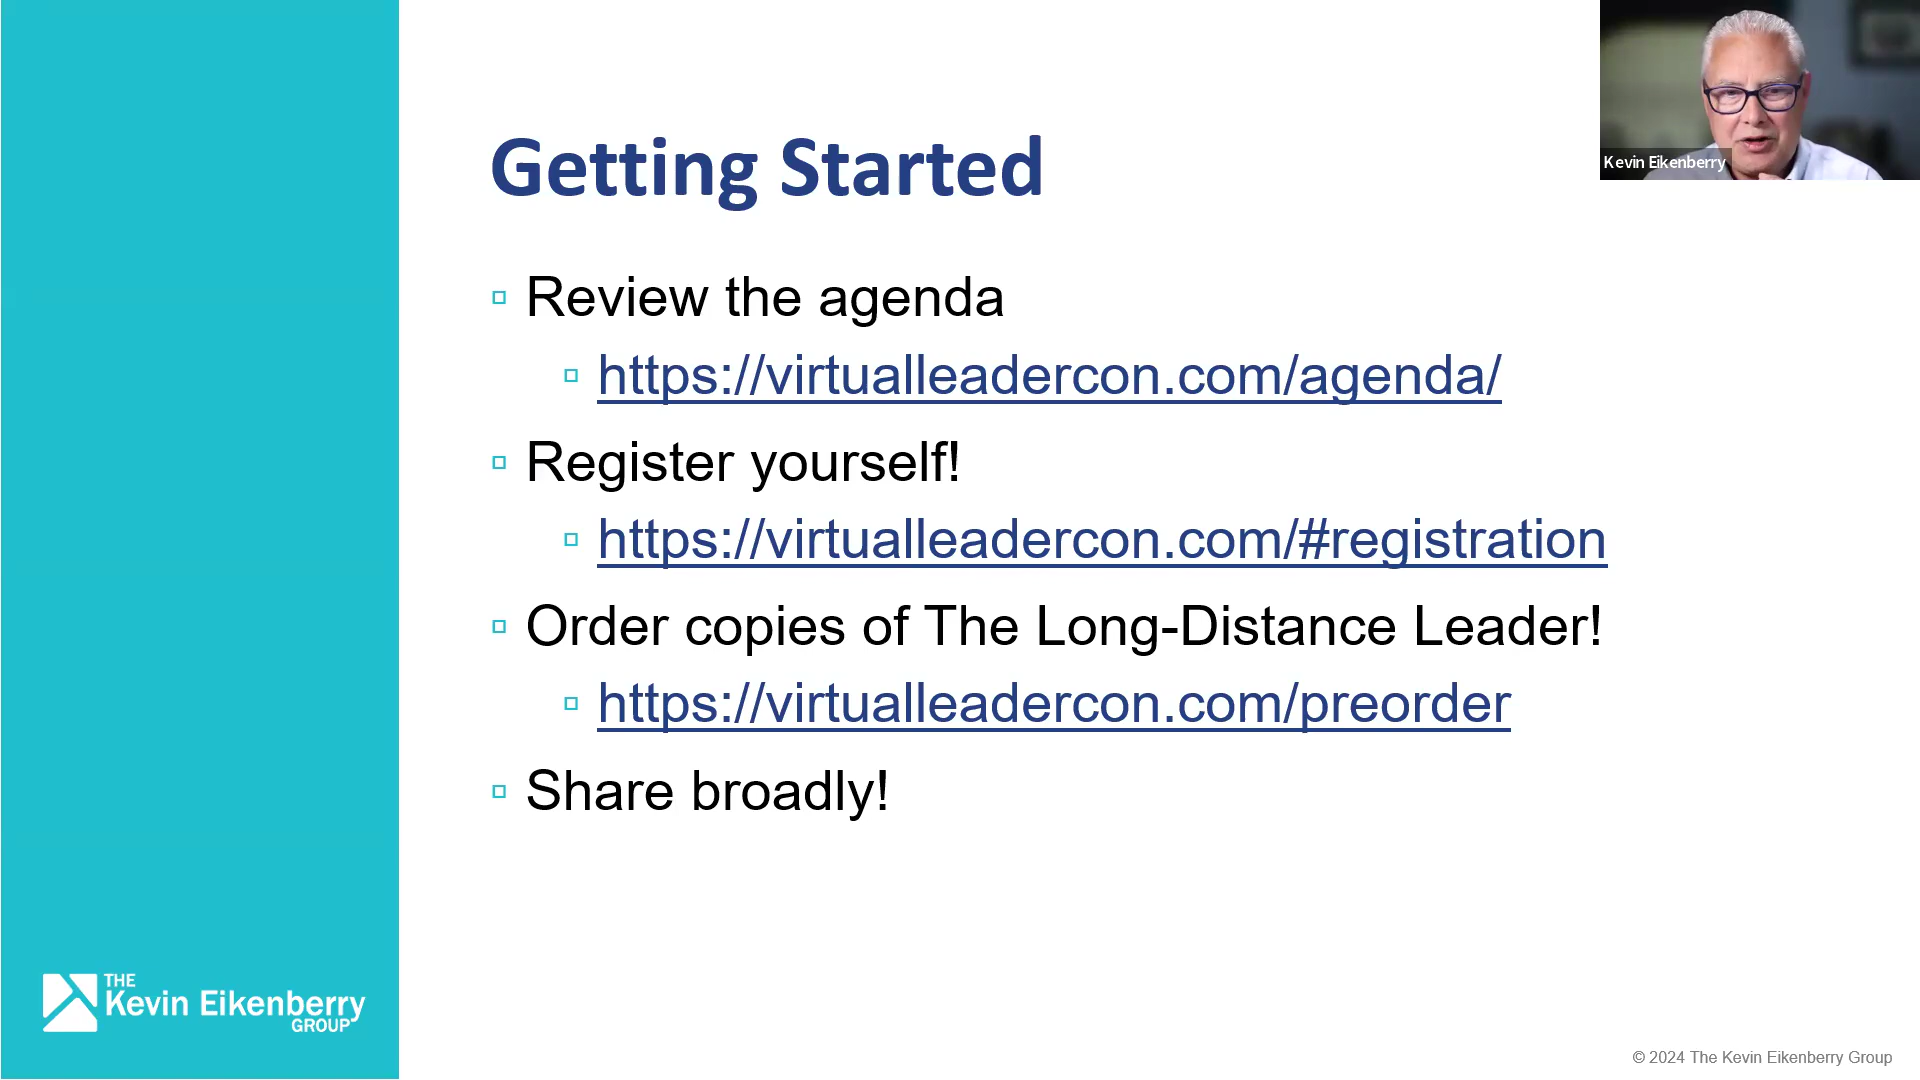 Getting Started
Review the agenda
https://virtualleadercon.com/agenda/
Register yourself!
https://virtualleadercon.com/#registration
Order copies of The Long-Distance Leader!
https://virtualleadercon.com/preorder
Share broadly!
Kevin Eikenberry
THE
Kevin Eikenberry
GROUP
© 2024 The Kevin Eikenberry Group